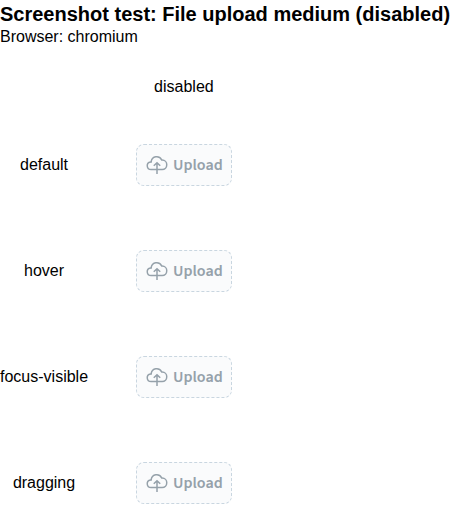 Screenshot test: File upload medium (disabled)
Browser: chromium
disabled
default Upload
hover Upload
focus-visible Upload
dragging Upload